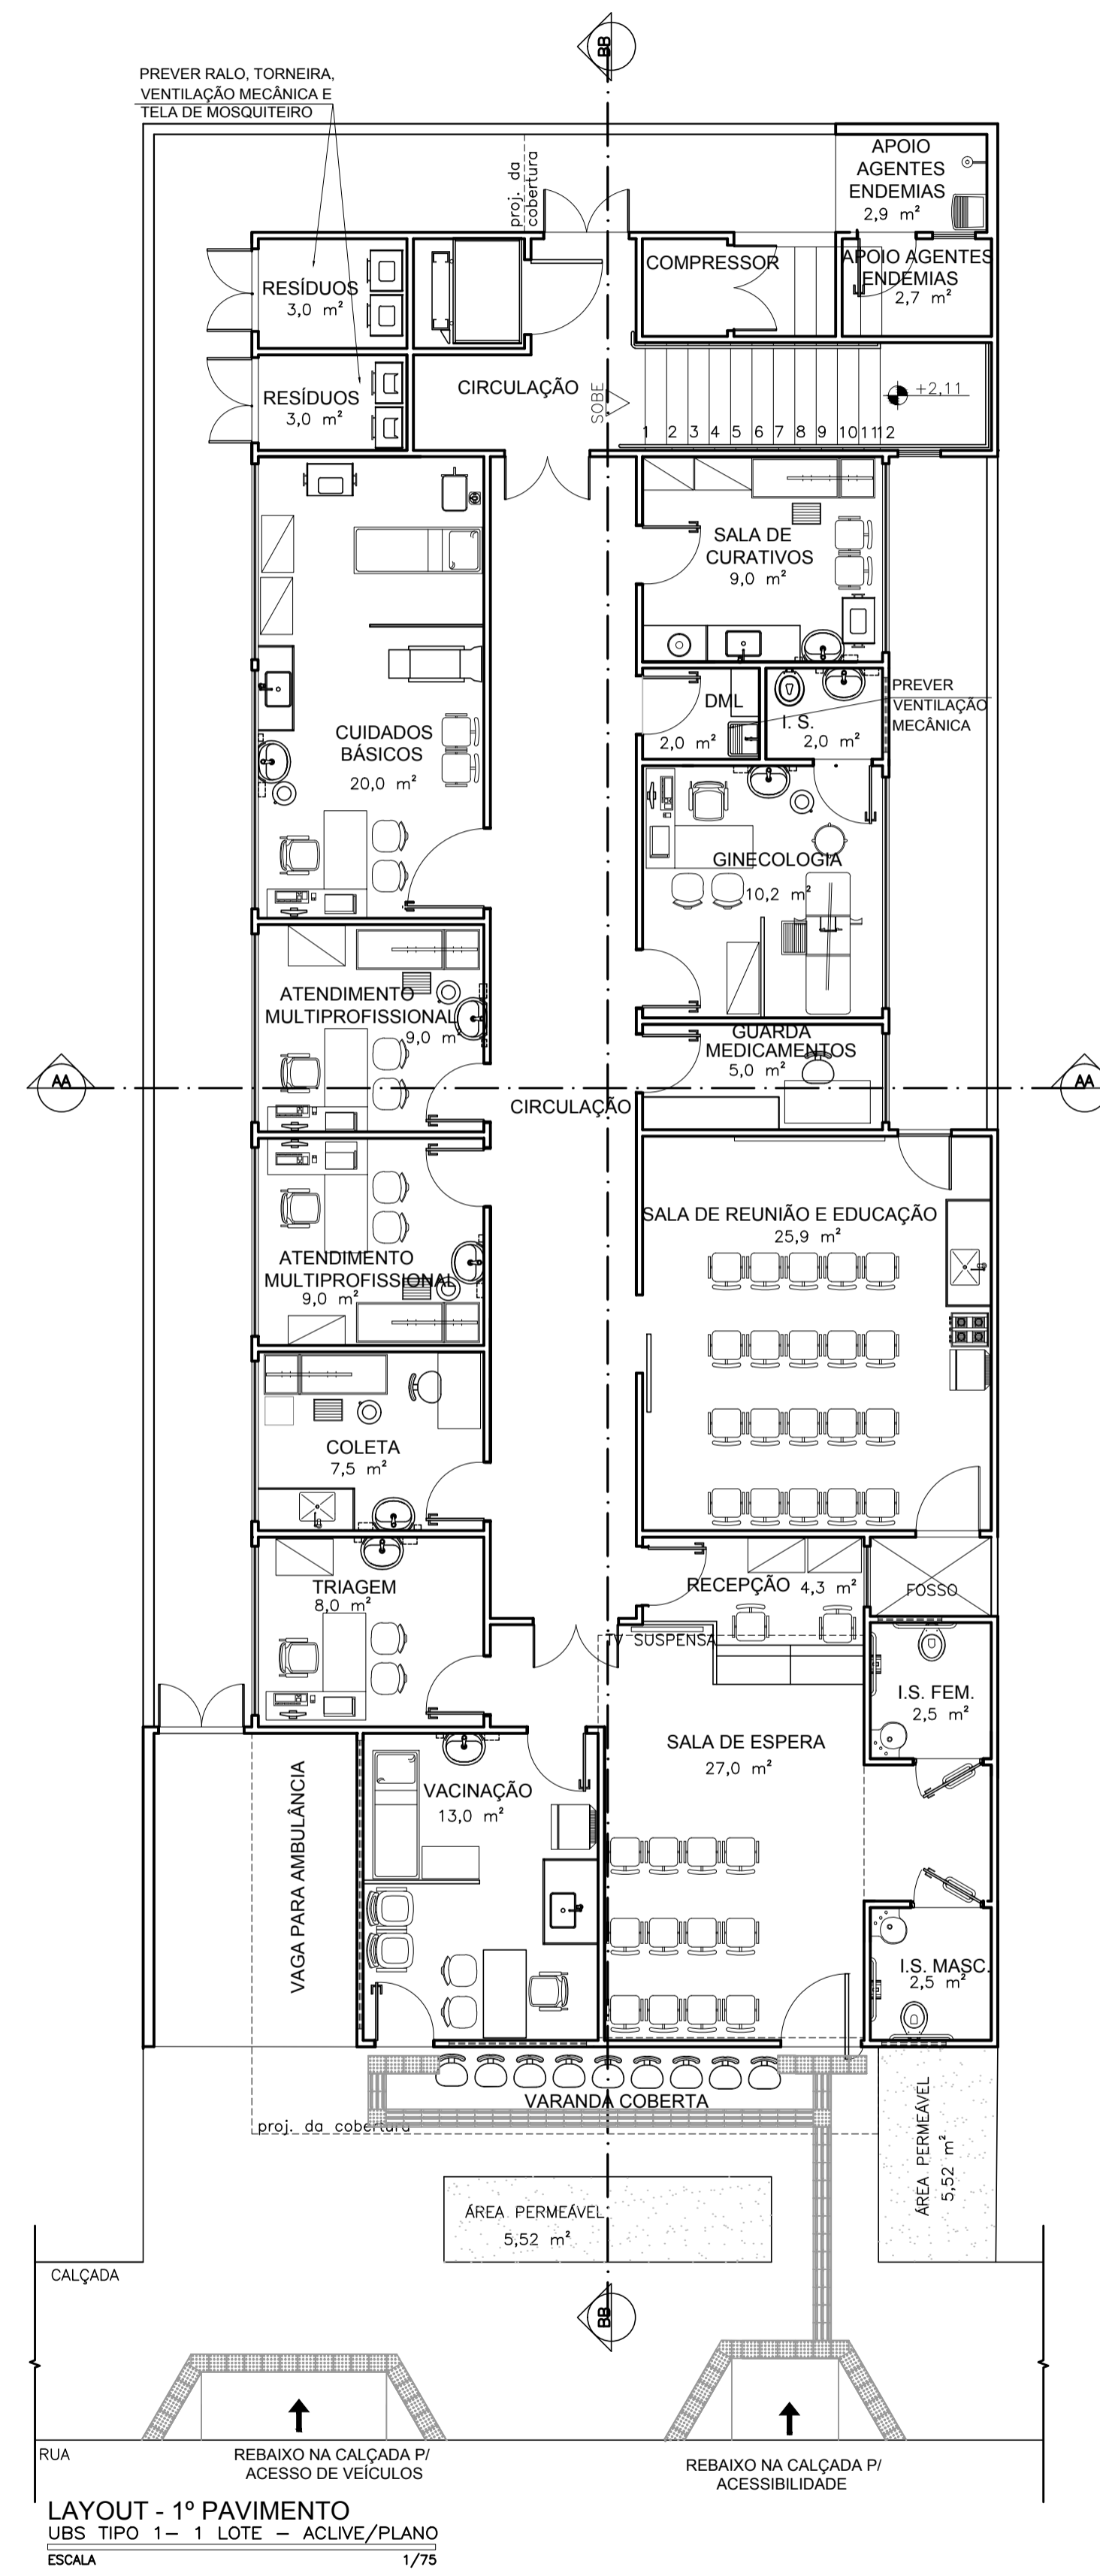 BB
PREVER RALO, TORNEIRA,
VENTILAÇÃO MECÂNICA E
TELA DE MOSQUITEIRO
proj. da
cobertura
APOIO
AGENTES
ENDEMIAS
2,9 m²
COMPRESSOR
APOIO AGENTES
ENDEMIAS
2,7 m²
RESÍDUOS
3,0 m²
CIRCULAÇÃO
SOBE
+2,11
RESÍDUOS
3,0 m²
1 2 3 4 5 6 7 8 9 10 11 12
SALA DE
CURATIVOS
9,0 m²
CUIDADOS
BÁSICOS
20,0 m²
DML
2,0 m²
I. S.
2,0 m²
PREVER
VENTILAÇÃO
MECÂNICA
GINECOLOGIA
10,2 m²
ATENDIMENTO
MULTIPROFISSIONAL
9,0 m²
GUARDA
MEDICAMENTOS
5,0 m²
AA
AA
CIRCULAÇÃO
SALA DE REUNIÃO E EDUCAÇÃO
25,9 m²
ATENDIMENTO
MULTIPROFISSIONAL
9,0 m²
COLETA
7,5 m²
TRIAGEM
8,0 m²
RECEPÇÃO 4,3 m²
FOSSO
TV SUSPENSA
I.S. FEM.
2,5 m²
SALA DE ESPERA
27,0 m²
VAGA PARA AMBULÂNCIA
VACINAÇÃO
13,0 m²
I.S. MASC.
2,5 m²
VARANDA COBERTA
proj. da cobertura
ÁREA PERMEÁVEL
5,52 m²
ÁREA PERMEÁVEL
5,52 m²
CALÇADA
BB
RUA
REBAIXO NA CALÇADA P/
ACESSO DE VEÍCULOS
REBAIXO NA CALÇADA P/
ACESSIBILIDADE
LAYOUT - 1º PAVIMENTO
UBS TIPO 1- 1 LOTE - ACLIVE/PLANO
ESCALA 1/75